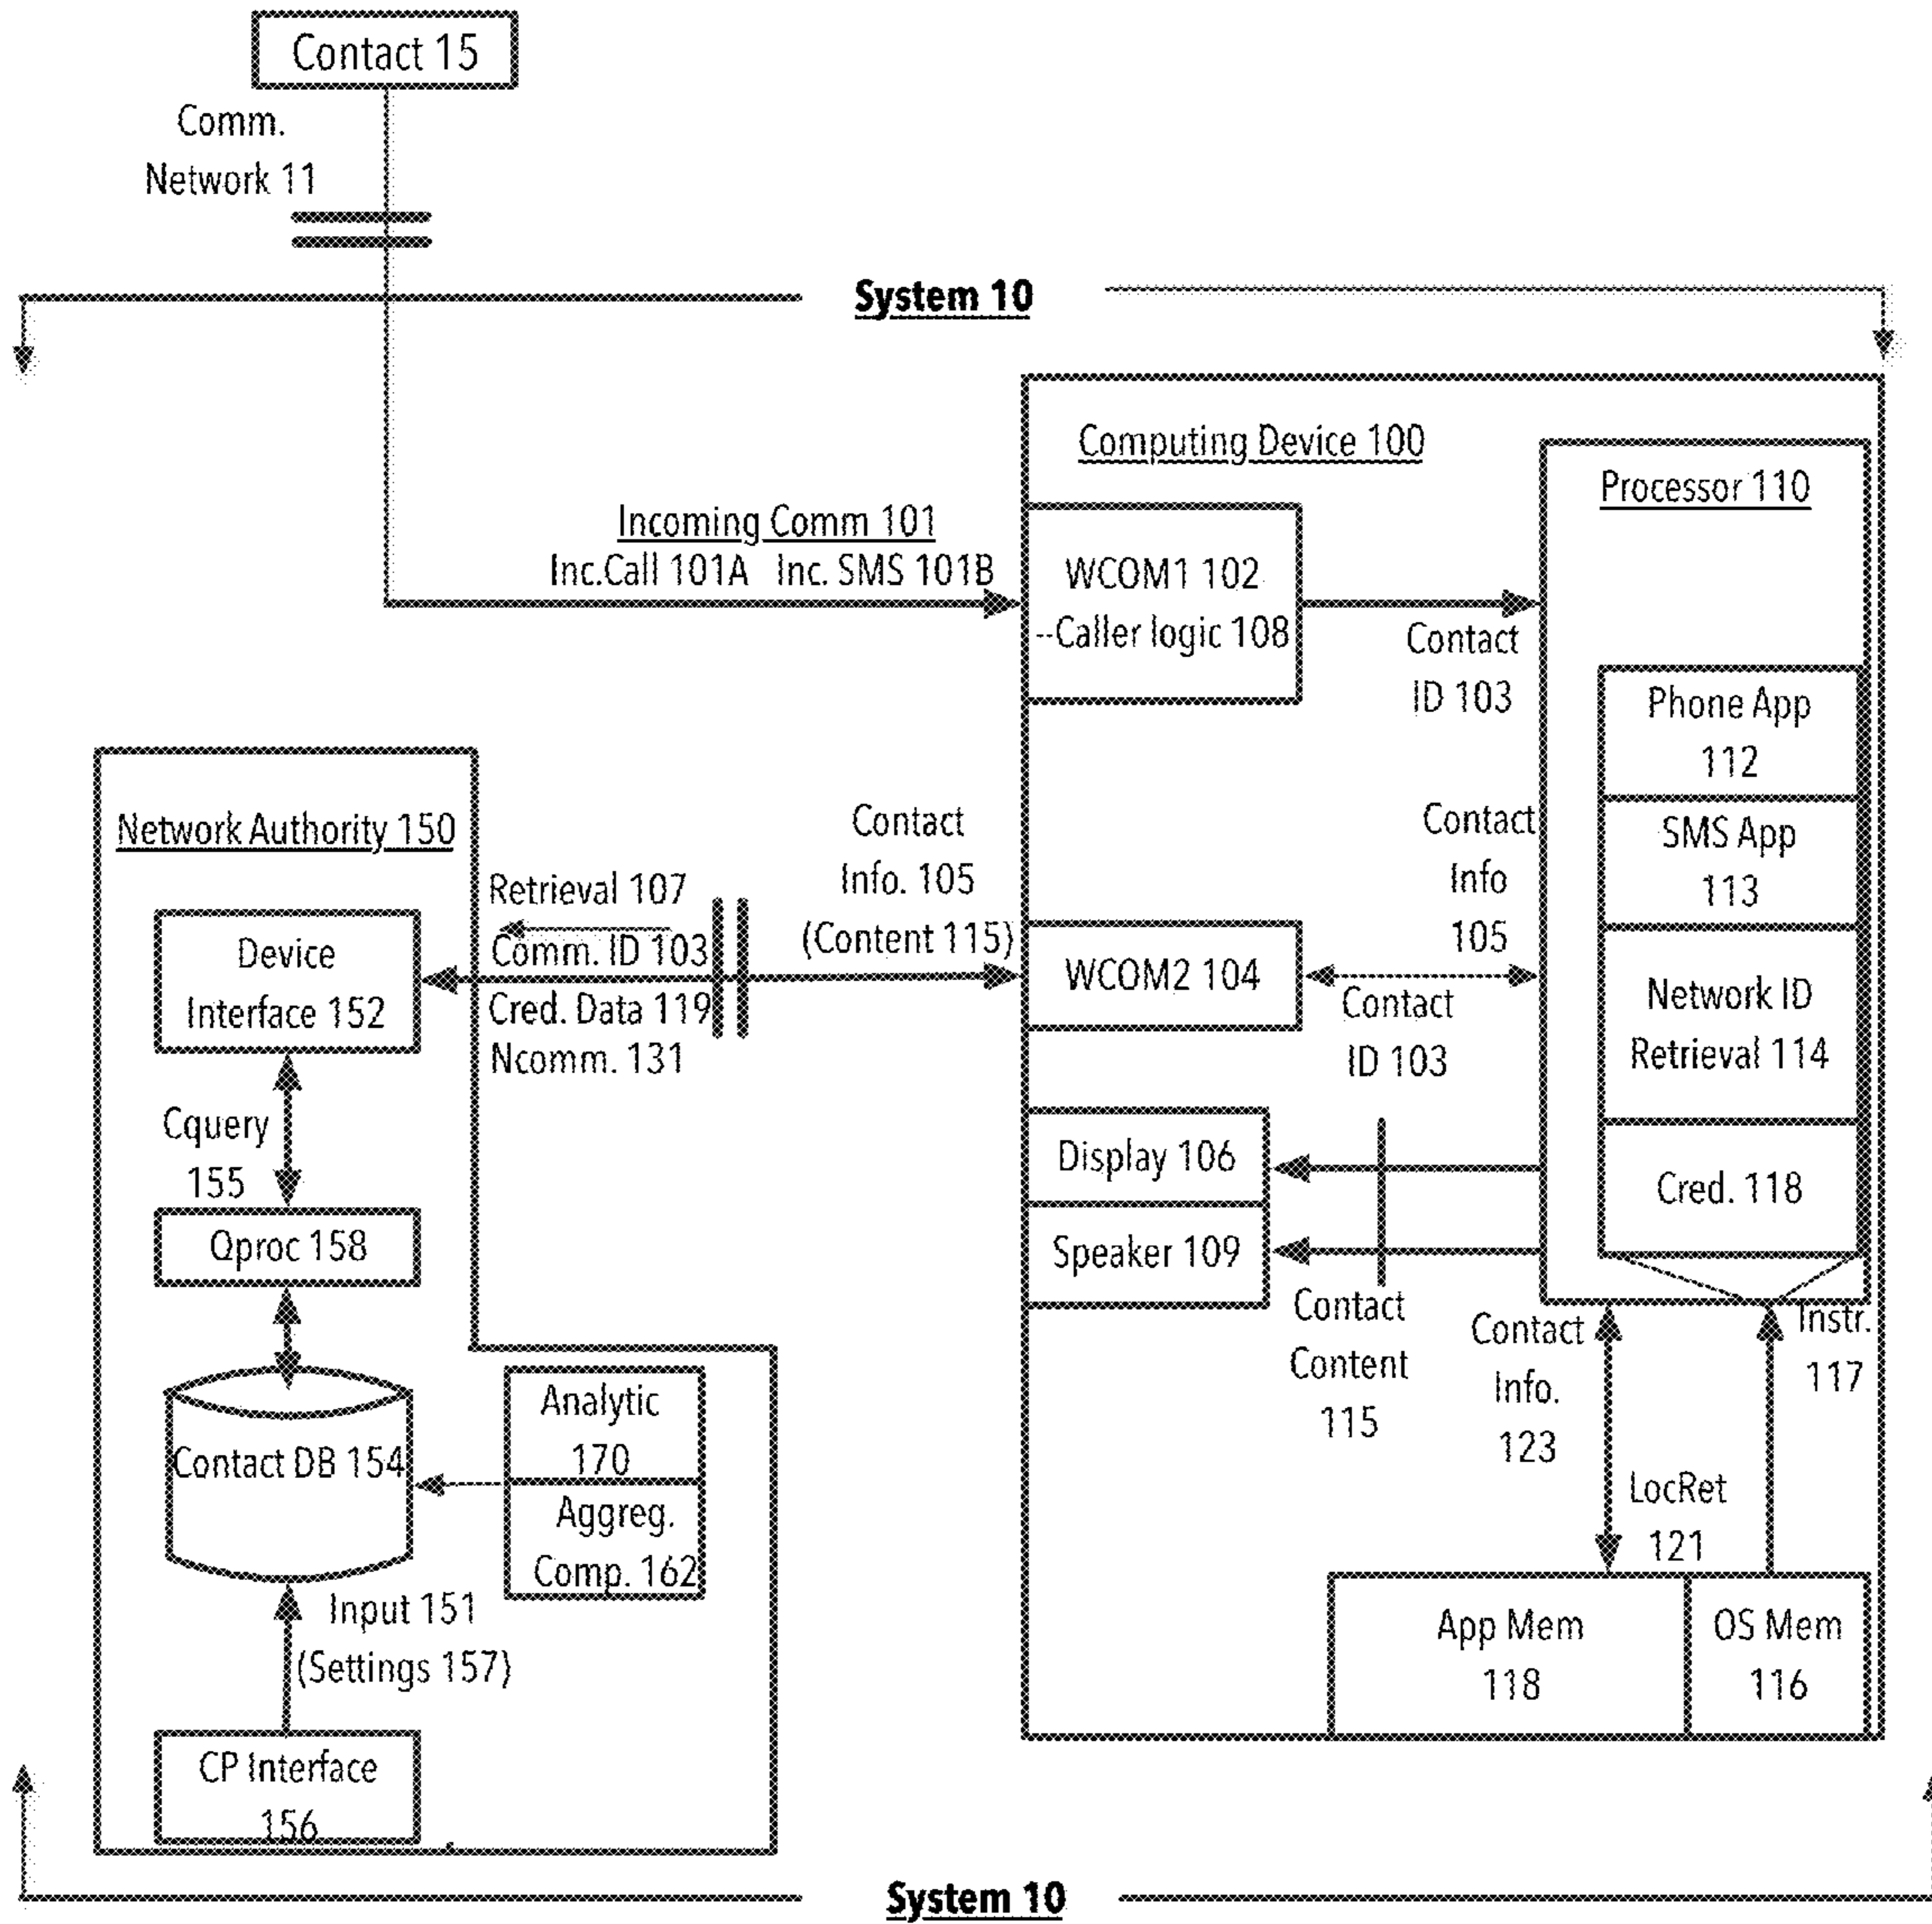 Contact 15
Comm.
Network 11
System 10
Computing Device 100
Processor 110
Incoming Comm 101
Inc.Call 101A Inc. SMS 101B
WCOM1 102
--Caller logic 108
Contact
ID 103
Phone App
112
SMS App
113
Network ID
Retrieval 114
Cred. 118
Network Authority 150
Device
Interface 152
Retrieval 107
Comm. ID 103
Cred. Data 119
Ncomm. 131
Contact
Info. 105
(Content 115)
WCOM2 104
Contact
Info
105
Contact
ID 103
Cquery
155
Qproc 158
Display 106
Speaker 109
Contact
Content
115
Contact
Info.
123
Instr.
117
LocRet
121
Contact DB 154
Analytic
170
Aggreg.
Comp. 162
Input 151
(Settings 157)
CP Interface
156
App Mem
118
OS Mem
116
System 10